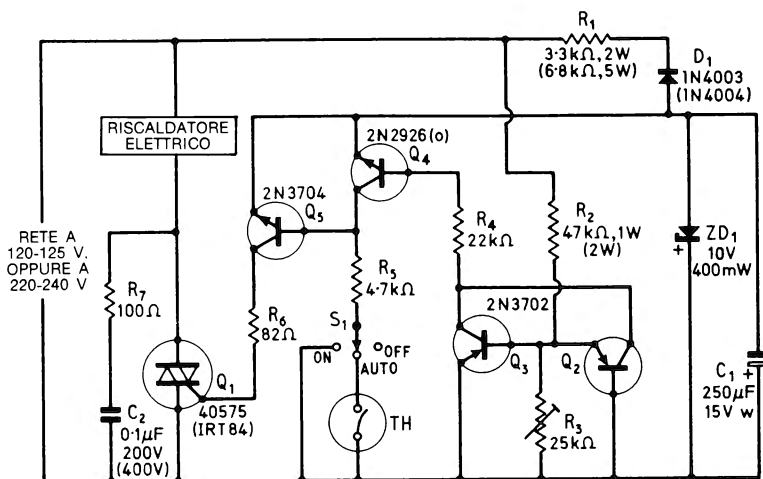 R1
3.3kΩ, 2W
(6.8kΩ, 5W)
D1
1N4003
(1N4004)
RISCALDATORE
ELETTRICO
2N2926(o)
Q4
2N3704
Q5
RETE A
120-125 V.
OPPURE A
220-240 V.
R4
22kΩ
R2
47kΩ, 1W
(2W)
ZD1
10V
400mW
+
R7
100Ω
R5
4.7kΩ
R6
82Ω
S1
ON
OFF
AUTO
2N3702
Q3
Q2
Q1
40575
(IRT84)
C2
0.1µF
200V
(400V)
TH
R3
25kΩ
C1
+
250µF
15V w